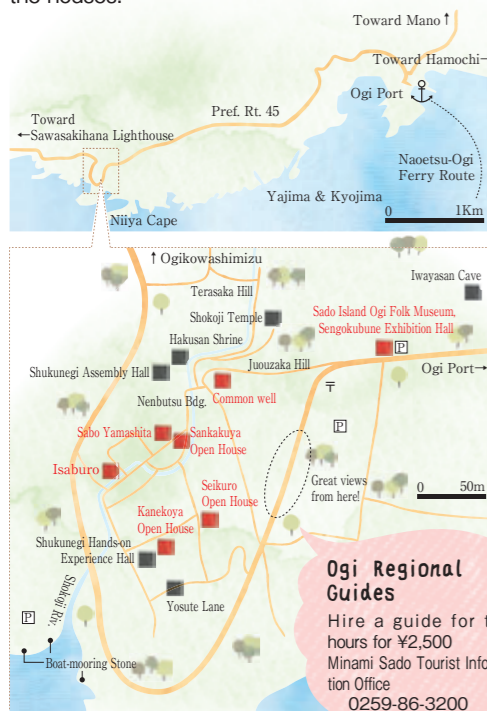 the houses.
Toward Mano ↑
Toward Hamochi
Ogi Port
Pref. Rt. 45
Toward
←Sawasakihana Lighthouse
Naoetsu-Ogi
Ferry Route
Yajima & Kyojima
0 1Km
Niiya Cape
↑ Ogikowashimizu
Iwayasan Cave
Terasaka Hill
Shokoji Temple
Sado Island Ogi Folk Museum,
Sengokubune Exhibition Hall
P
Hakusan Shrine
Juouzaka Hill
Shukunegi Assembly Hall
Ogi Port→
Nenbutsu Bdg.
Common well
〒
P
Sabo Yamashita
Sankakuya
Open House
Isaburo
Great views
from here!
0 50m
Seikuro
Open House
Kanekoya
Open House
Shukunegi Hands-on
Experience Hall
Yosute Lane
Shokoji Riv.
P
Boat-mooring Stone
Ogi Regional
Guides
Hire a guide for
hours for ¥2,500
Minami Sado Tourist Info
tion Office
0259-86-3200